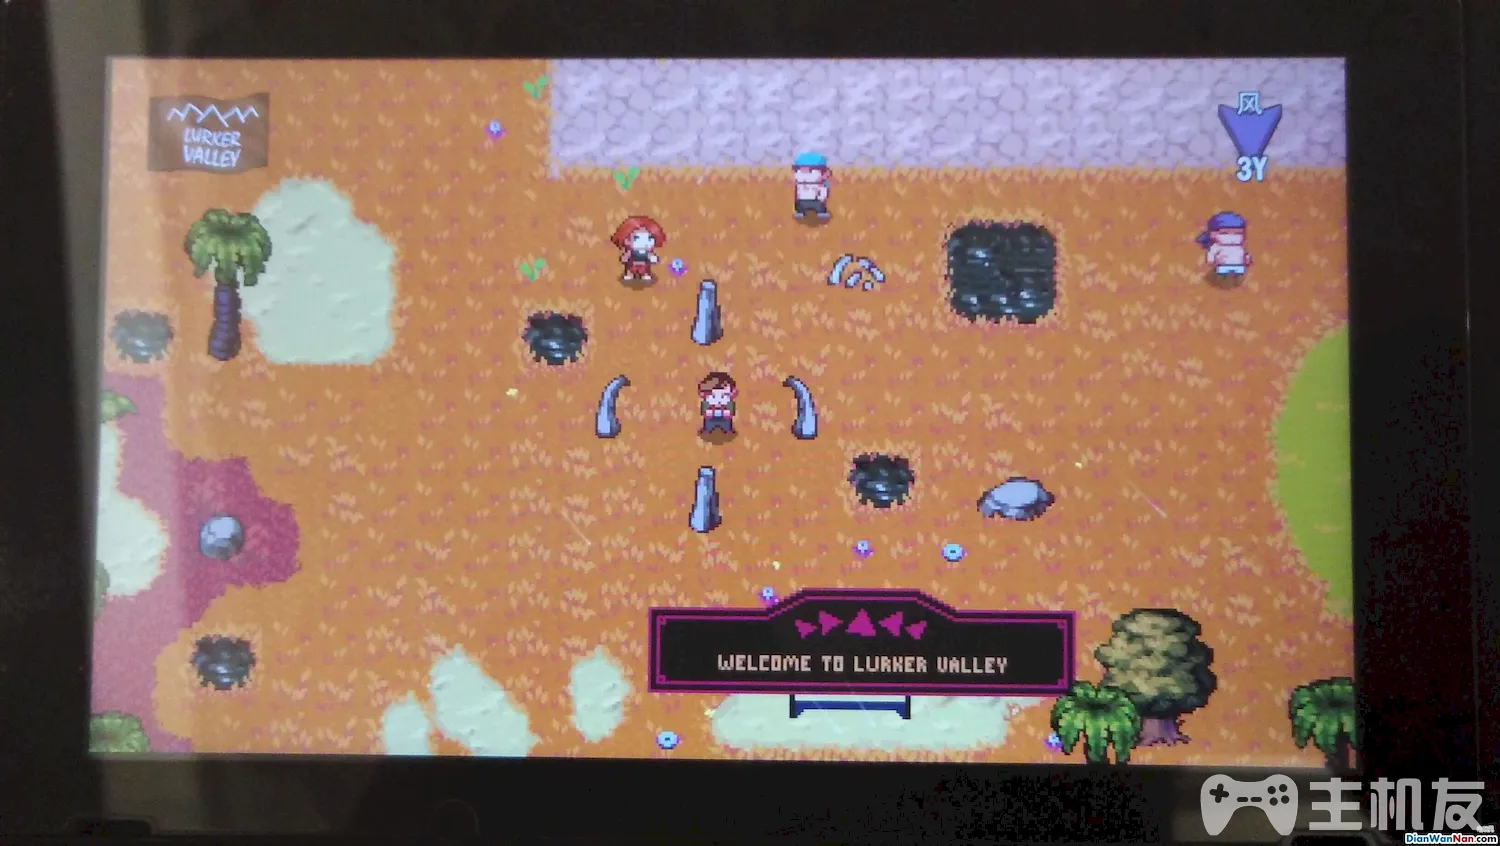 LURKER
VALLEY
风
3Y
WELCOME TO LURKER VALLEY
主机友
DianWanNan.com